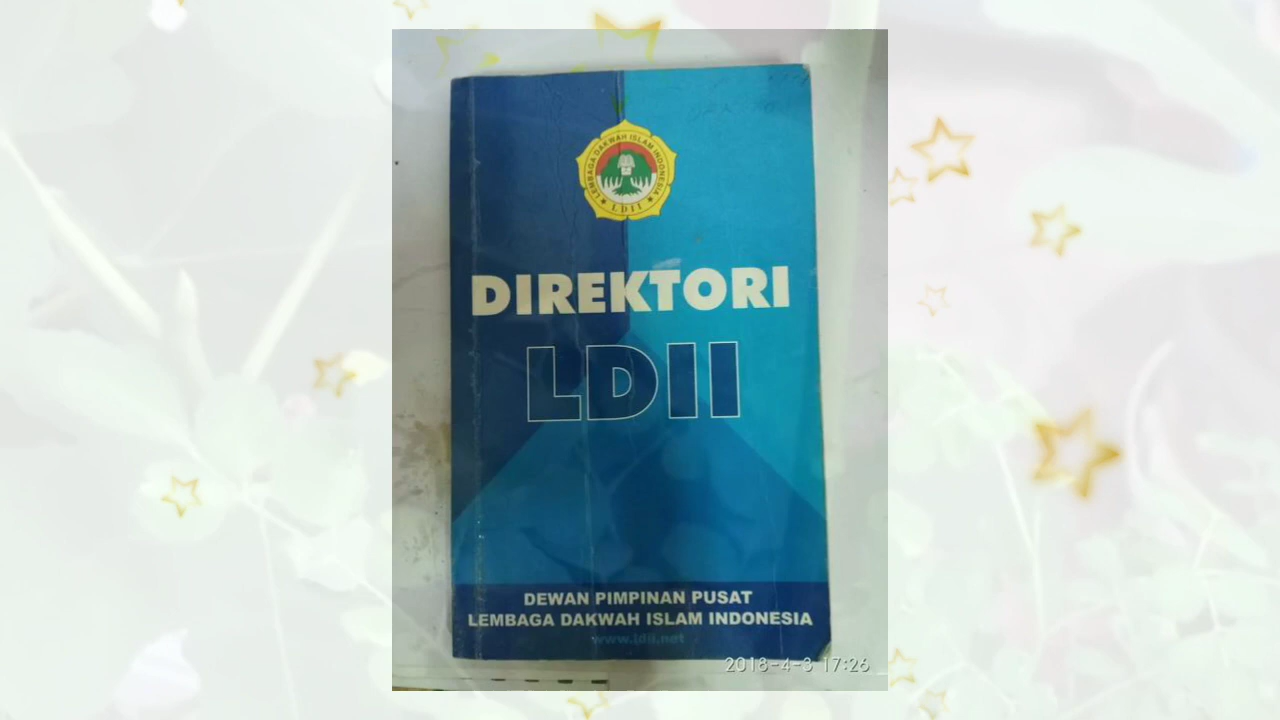 LEMBAGA DAKWAH ISLAM INDONESIA
LDII
DIREKTORI
LDII
DEWAN PIMPINAN PUSAT
LEMBAGA DAKWAH ISLAM INDONESIA
www.ldii.net
2018-4-3 17:26